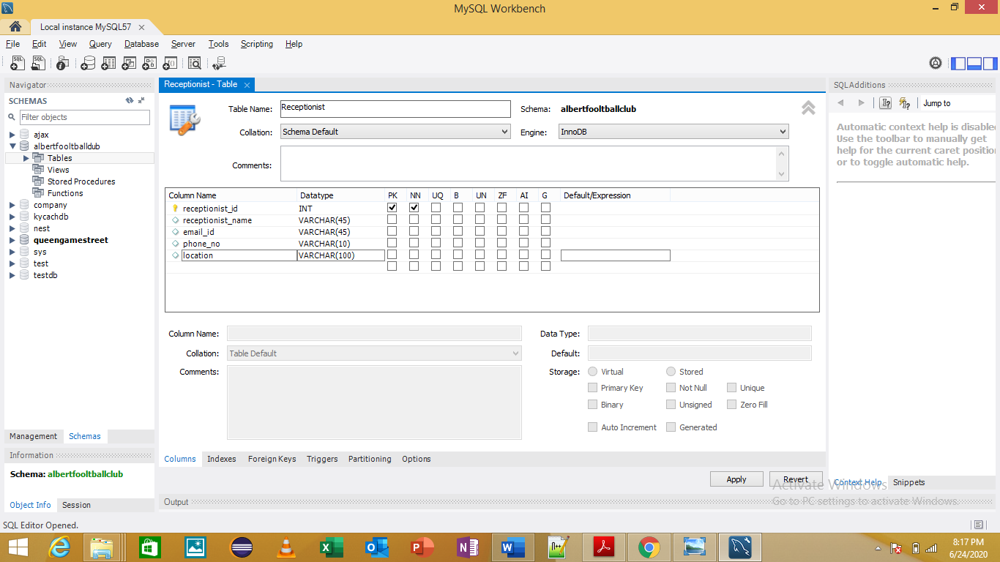 MySQL Workbench
Local instance MySQL57
File Edit View Query Database Server Tools Scripting Help
Navigator
SCHEMAS
Filter objects
ajax
albertfooltballdub
Tables
Views
Stored Procedures
Functions
company
kycachdb
nest
queengamestreet
sys
test
testdb
Management Schemas
Information
Schema: albertfooltballclub
Object Info Session
Receptionist - Table
Table Name: Receptionist Schema: albertfooltballclub
Collation: Schema Default Engine: InnoDB
Comments:
Column Name Datatype PK NN UQ B UN ZF AI G Default/Expression
receptionist_id INT
receptionist_name VARCHAR(45)
email_id VARCHAR(45)
phone_no VARCHAR(10)
location VARCHAR(100)
Column Name: Data Type:
Collation: Table Default Default:
Comments: Storage: Virtual Stored
Primary Key Not Null Unique
Binary Unsigned Zero Fill
Auto Increment Generated
Columns Indexes Foreign Keys Triggers Partitioning Options
Apply Revert
Output
SQLAdditions
Jump to
Automatic context help is disable
Use the toolbar to manually get
help for the current caret position
or to toggle automatic help.
Context Help Snippets
Activate Windows
Go to PC settings to activate Windows.
SQL Editor Opened.
8:17 PM
6/24/2020